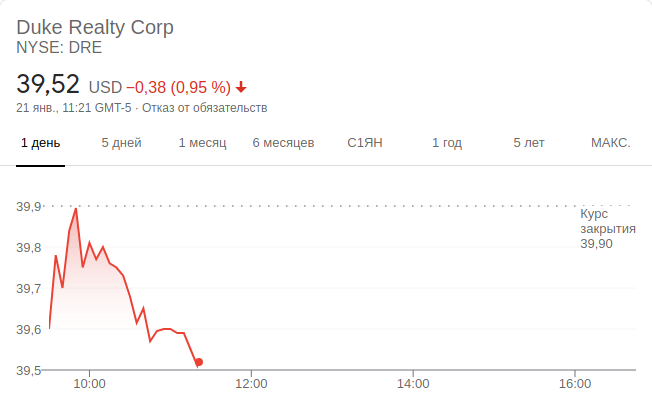 Duke Realty Corp
NYSE: DRE
39,52 USD −0,38 (0,95 %)
21 янв., 11:21 GMT-5 · Отказ от обязательств
1 день 5 дней 1 месяц 6 месяцев С1ЯН 1 год 5 лет МАКС.
39,9
Курс
закрытия
39,90
39,8
39,7
39,6
39,5
10:00 12:00 14:00 16:00